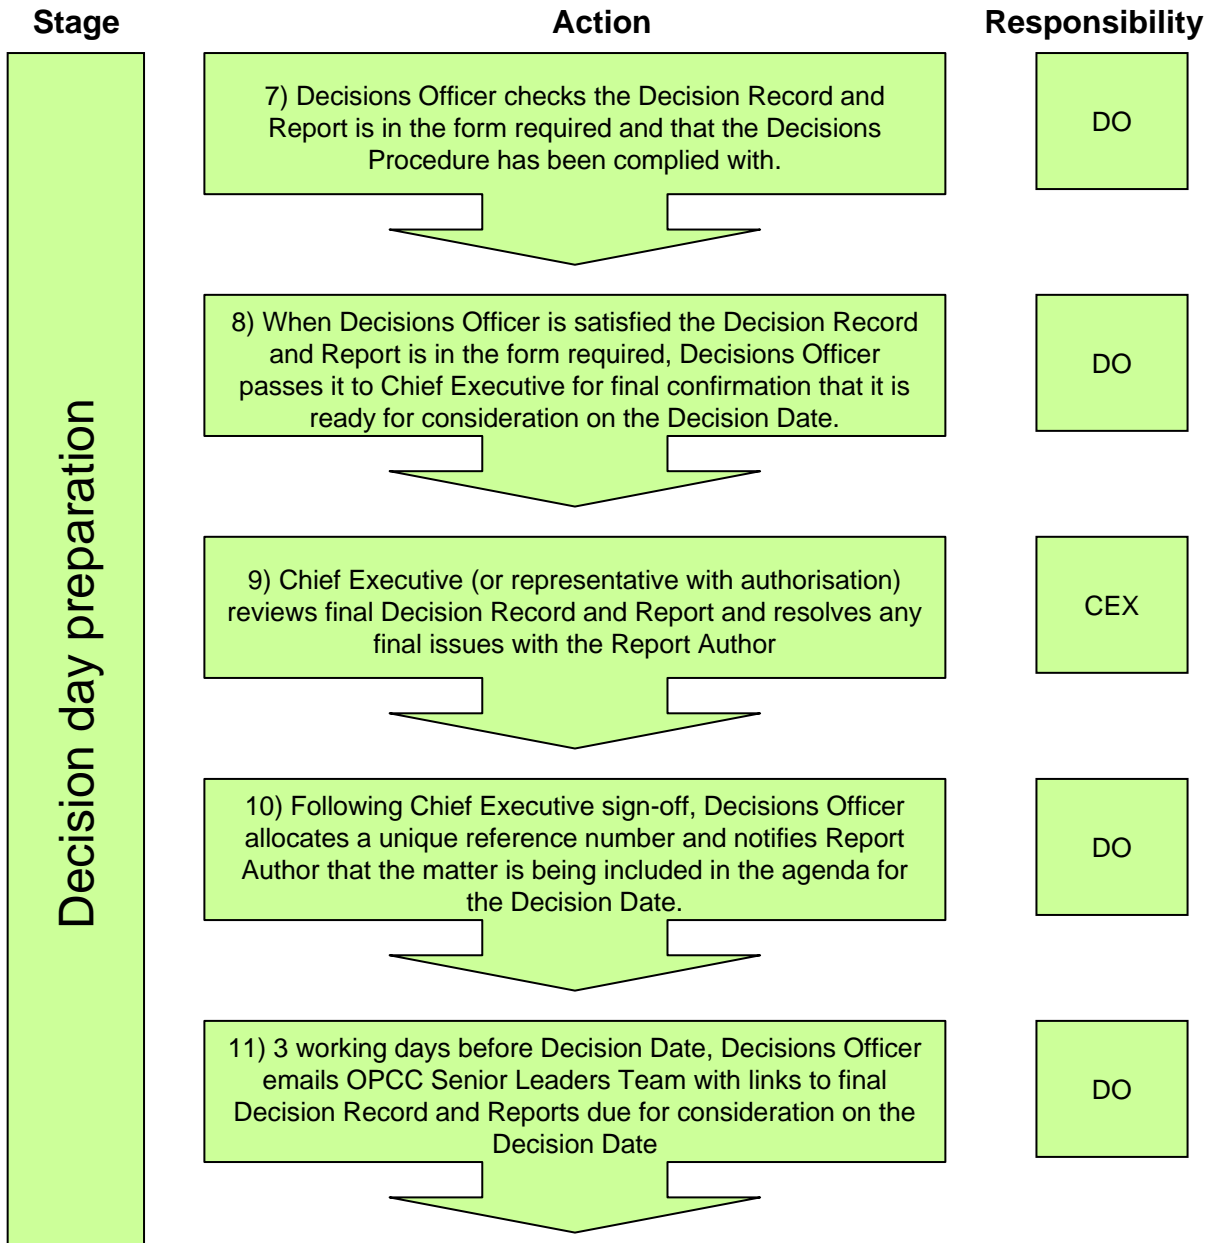 Stage
Action
Responsibility
Decision day preparation
7) Decisions Officer checks the Decision Record and
Report is in the form required and that the Decisions
Procedure has been complied with.
DO
8) When Decisions Officer is satisfied the Decision Record
and Report is in the form required, Decisions Officer
passes it to Chief Executive for final confirmation that it is
ready for consideration on the Decision Date.
DO
9) Chief Executive (or representative with authorisation)
reviews final Decision Record and Report and resolves any
final issues with the Report Author
CEX
10) Following Chief Executive sign-off, Decisions Officer
allocates a unique reference number and notifies Report
Author that the matter is being included in the agenda for
the Decision Date.
DO
11) 3 working days before Decision Date, Decisions Officer
emails OPCC Senior Leaders Team with links to final
Decision Record and Reports due for consideration on the
Decision Date
DO